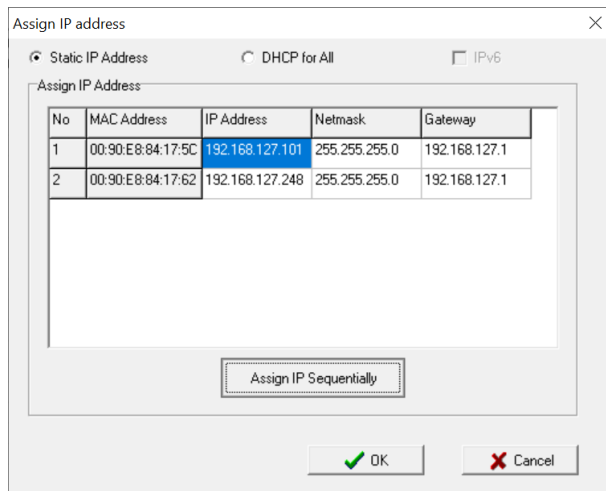 Assign IP address
Static IP Address DHCP for All IPv6
Assign IP Address
No MAC Address IP Address Netmask Gateway
1 00:90:E8:84:17:5C 192.168.127.101 255.255.255.0 192.168.127.1
2 00:90:E8:84:17:62 192.168.127.248 255.255.255.0 192.168.127.1
Assign IP Sequentially
OK Cancel